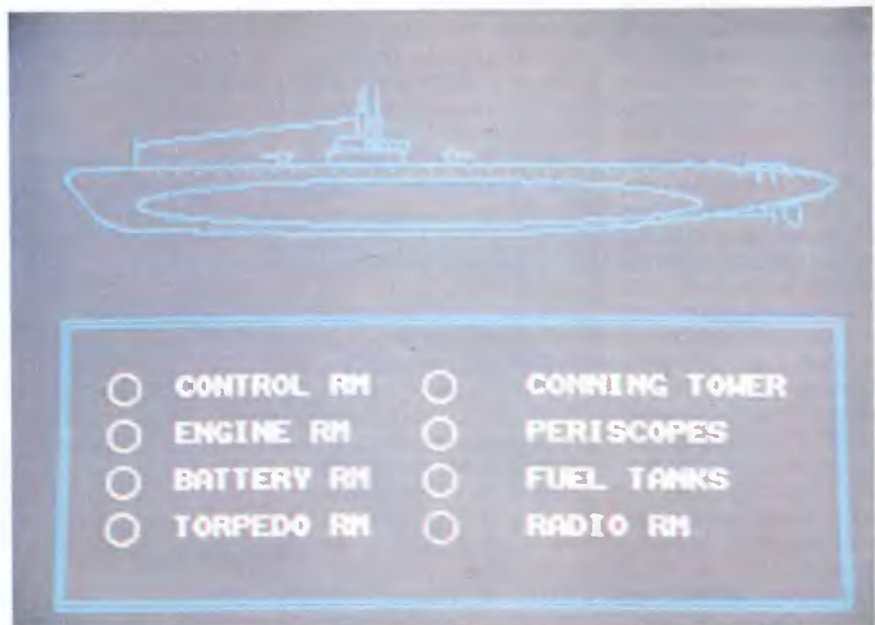 CONTROL RM
CONNING TOWER
ENGINE RM
PERISCOPES
BATTERY RM
FUEL TANKS
TORPEDO RM
RADIO RM